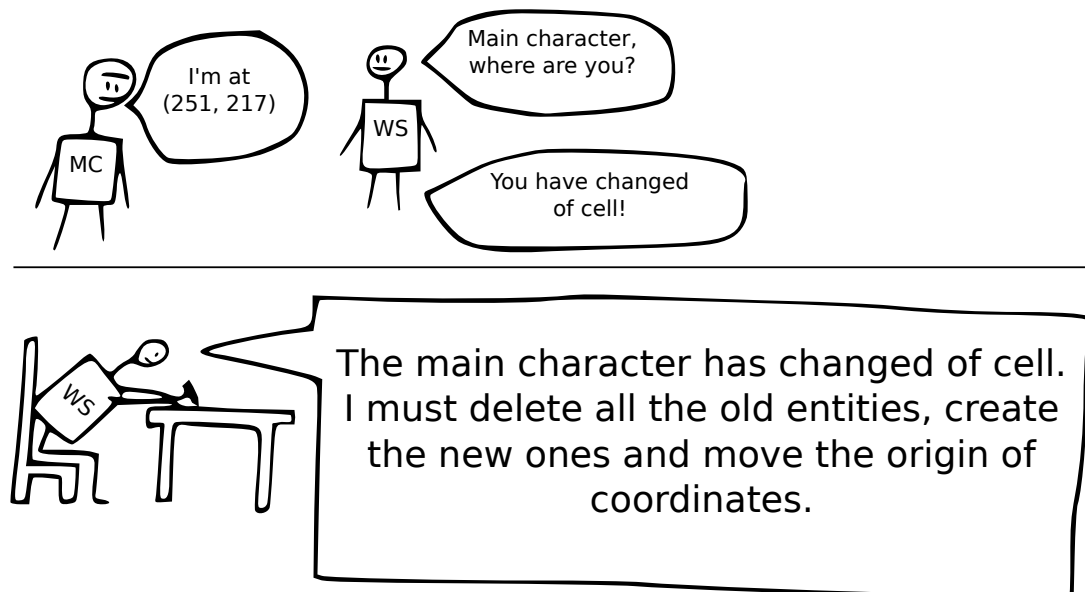 Main character,
where are you?
I'm at
(251, 217)
WS
MC
You have changed
of cell!
The main character has changed of cell.
I must delete all the old entities, create
the new ones and move the origin of
coordinates.
WS